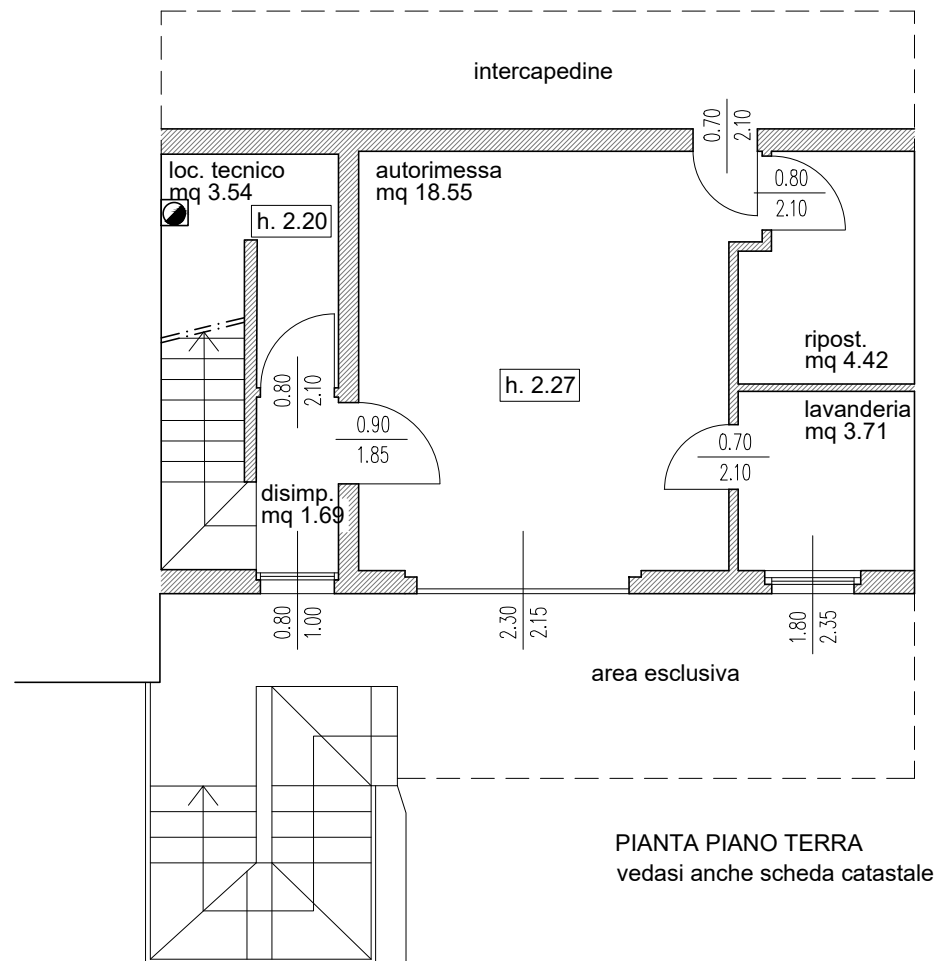 intercapedine
0.70
2.10
loc. tecnico
mq 3.54
autorimessa
mq 18.55
0.80
2.10
h. 2.20
ripost.
mq 4.42
h. 2.27
0.80
2.10
lavanderia
mq 3.71
0.90
1.85
0.70
2.10
disimp.
mq 1.69
0.80
1.00
2.30
2.15
1.80
2.35
area esclusiva
PIANTA PIANO TERRA
vedasi anche scheda catastale